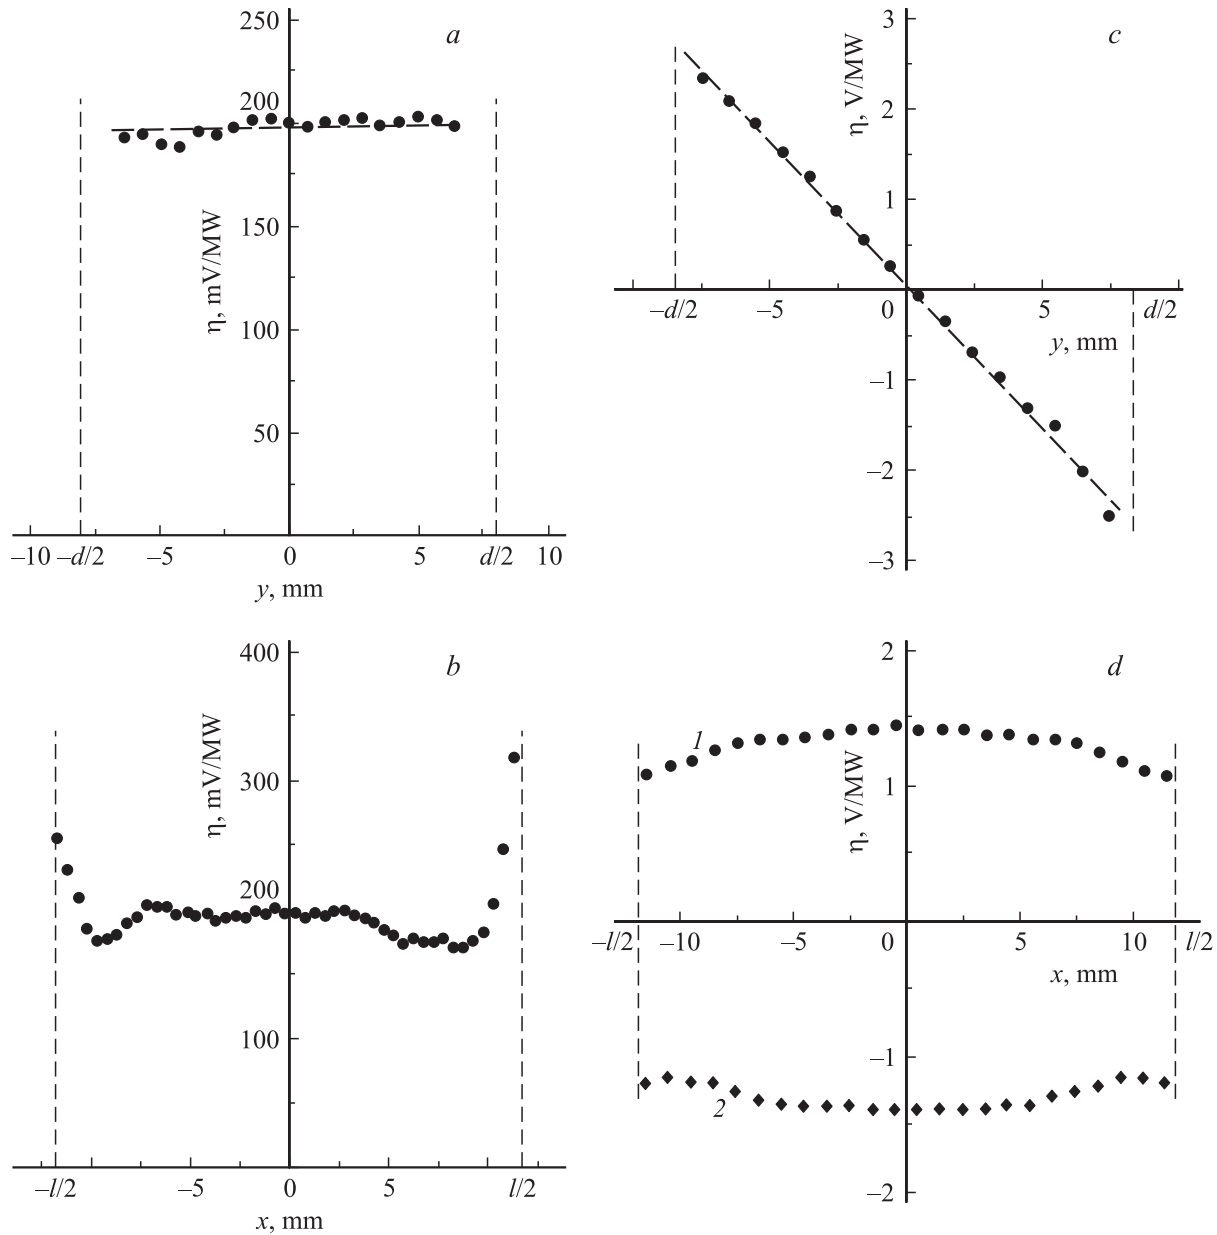 a
250
200
150
100
50
η, mV/MW
–10 –d/2 –5 0 5 d/2 10
y, mm
c
3
2
1
0
–1
–2
–3
η, V/MW
–d/2 –5 5 d/2
y, mm
b
400
300
200
100
η, mV/MW
–l/2 –5 0 5 l/2
x, mm
d
2
1
0
–1
–2
η, V/MW
1
2
–l/2 –10 –5 5 10 l/2
x, mm